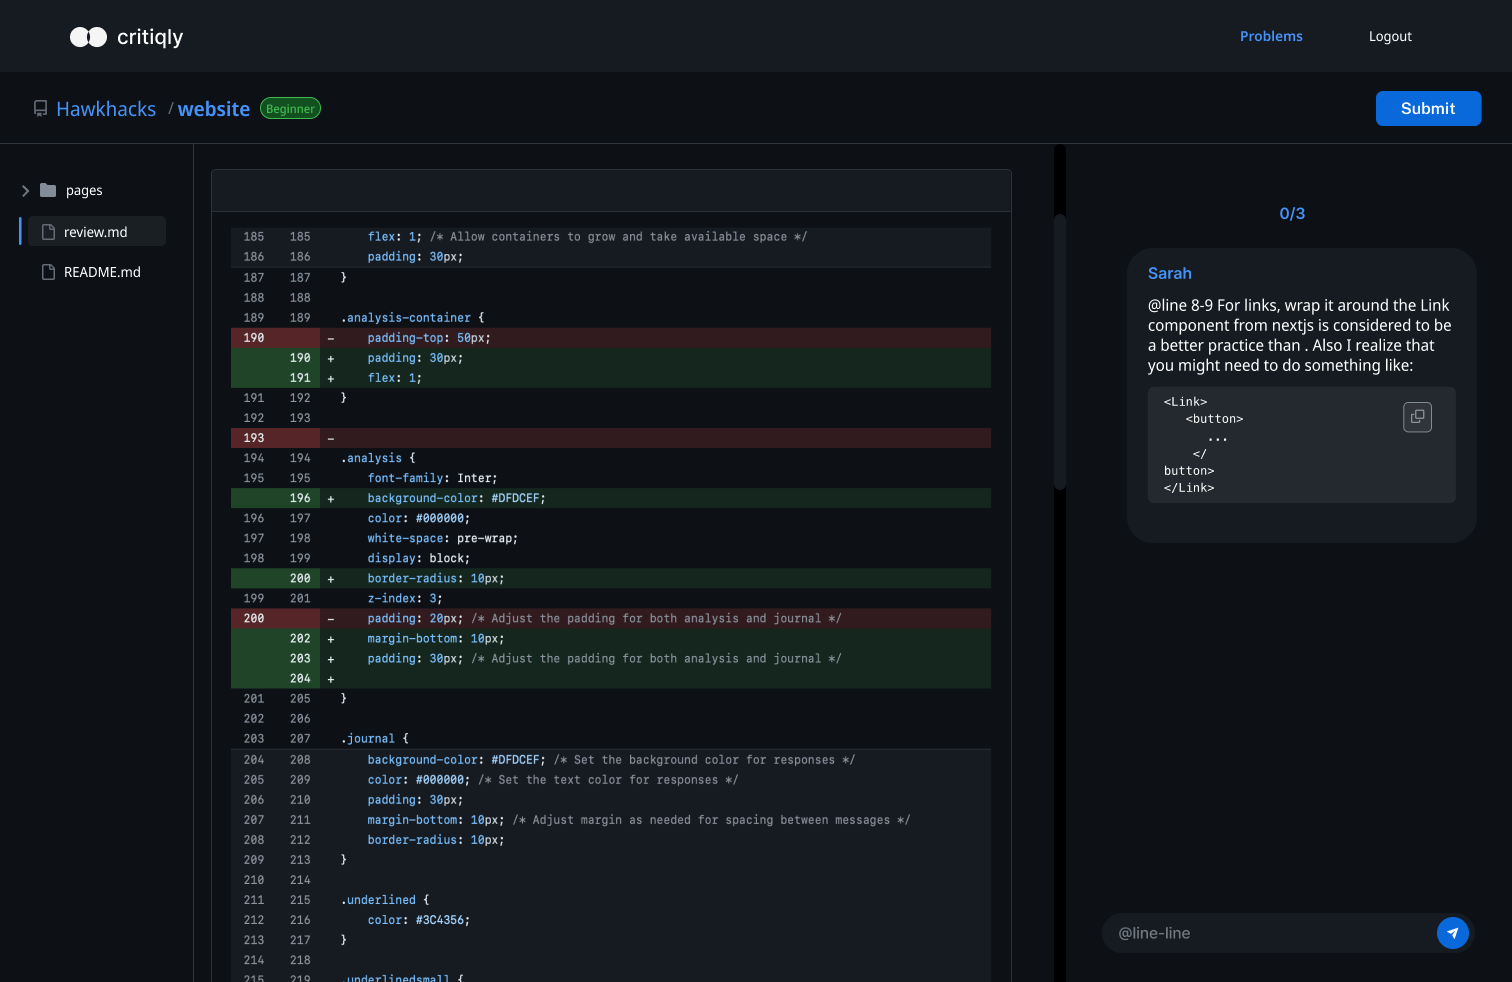 critiqly
Problems
Logout
Hawkhacks / website
Beginner
Submit
pages
review.md
README.md
185 185 flex: 1; /* Allow containers to grow and take available space */
186 186 padding: 30px;
187 187 }
188 188
189 189 .analysis-container {
190 - padding-top: 50px;
190 + padding: 30px;
191 + flex: 1;
191 192 }
192 193
193 -
194 194 .analysis {
195 195 font-family: Inter;
196 + background-color: #DFDCEF;
196 197 color: #000000;
197 198 white-space: pre-wrap;
198 199 display: block;
200 + border-radius: 10px;
199 201 z-index: 3;
200 - padding: 20px; /* Adjust the padding for both analysis and journal */
202 + margin-bottom: 10px;
203 + padding: 30px; /* Adjust the padding for both analysis and journal */
204 +
201 205 }
202 206
203 207 .journal {
204 208 background-color: #DFDCEF; /* Set the background color for responses */
205 209 color: #000000; /* Set the text color for responses */
206 210 padding: 30px;
207 211 margin-bottom: 10px; /* Adjust margin as needed for spacing between messages */
208 212 border-radius: 10px;
209 213 }
210 214
211 215 .underlined {
212 216 color: #3C4356;
213 217 }
214 218
215 219 .underlinedsmall {
0/3
Sarah
@line 8-9 For links, wrap it around the Link
component from nextjs is considered to be
a better practice than . Also I realize that
you might need to do something like:
<Link>
<button>
...
</
button>
</Link>
@line-line